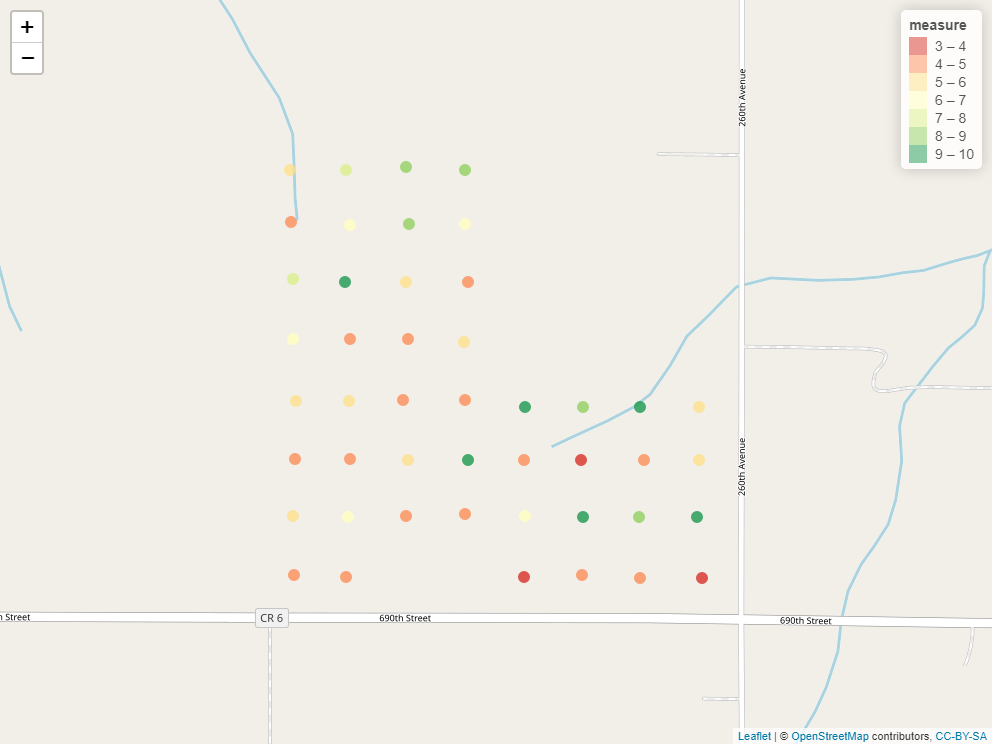 +
−
measure
3 – 4
4 – 5
5 – 6
6 – 7
7 – 8
8 – 9
9 – 10
260th Avenue
260th Avenue
h Street
CR 6
690th Street
690th Street
Leaflet | © OpenStreetMap contributors, CC-BY-SA